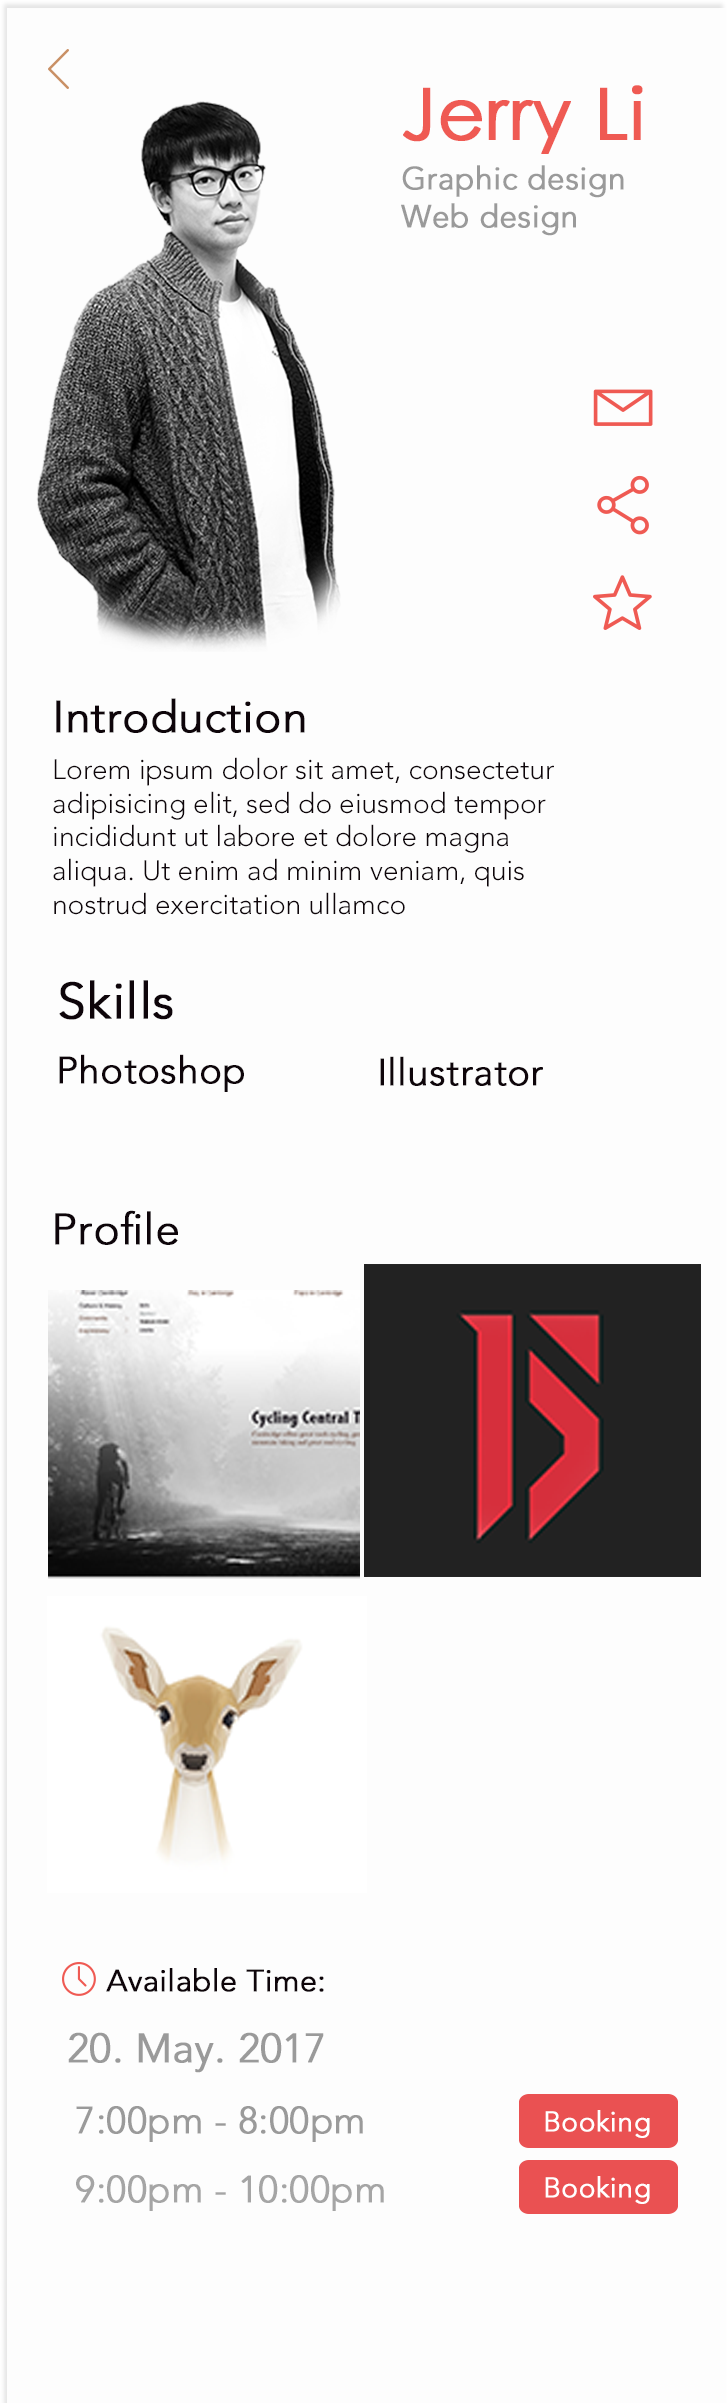 Jerry Li
Graphic design
Web design
Introduction
Lorem ipsum dolor sit amet, consectetur
adipisicing elit, sed do eiusmod tempor
incididunt ut labore et dolore magna
aliqua. Ut enim ad minim veniam, quis
nostrud exercitation ullamco
Skills
Photoshop
Illustrator
Profile
Cycling Central T
Available Time:
20. May. 2017
7:00pm - 8:00pm
Booking
9:00pm - 10:00pm
Booking